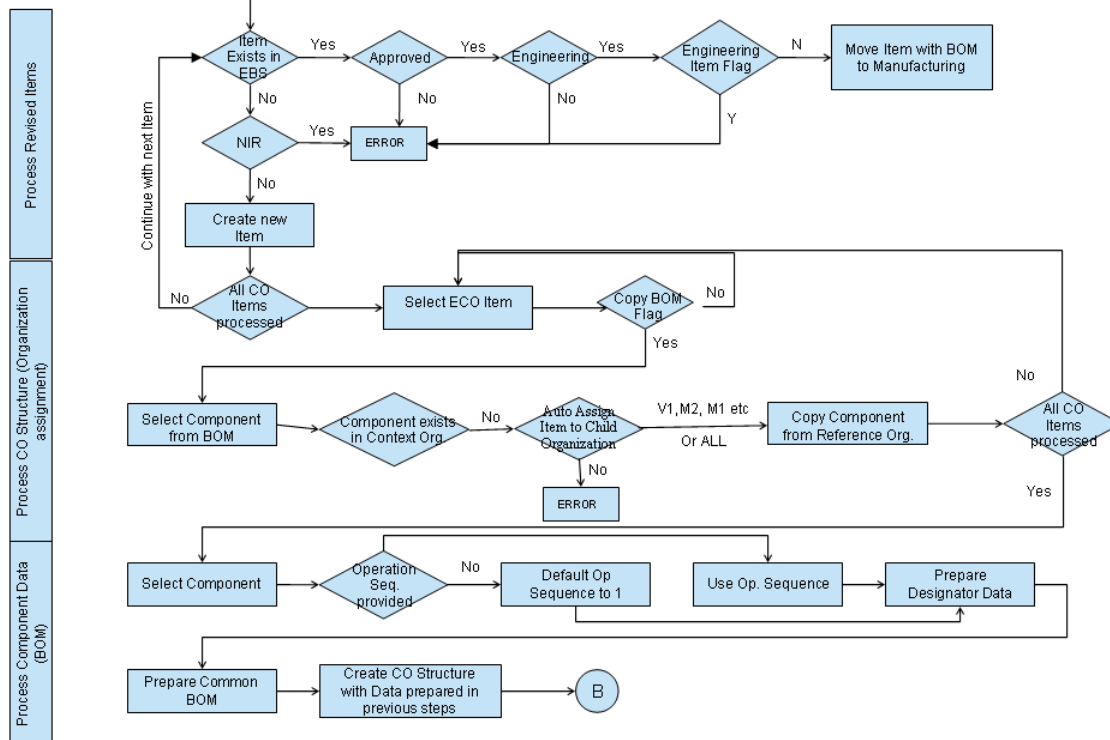 Process Revised Items
Item
Exists in
EBS
Yes
Approved
Yes
Engineering
Yes
Engineering
Item Flag
N
Move Item with BOM
to Manufacturing
No
No
No
Y
NIR
Yes
ERROR
No
Continue with next Item
Create new
Item
Process CO Structure (Organization
assignment)
No
All CO
Items
processed
Select ECO Item
Copy BOM
Flag
No
Yes
Select Component
from BOM
Component exists
in Context Org.
No
Auto Assign
Item to Child
Organization
V1,M2, M1 etc
Or ALL
Copy Component
from Reference Org.
No
All CO
Items
processed
No
ERROR
Yes
Process Component Data
(BOM)
Select Component
Operation
Seq.
provided
No
Default Op
Sequence to 1
Use Op. Sequence
Prepare
Designator Data
Prepare Common
BOM
Create CO Structure
with Data prepared in
previous steps
B